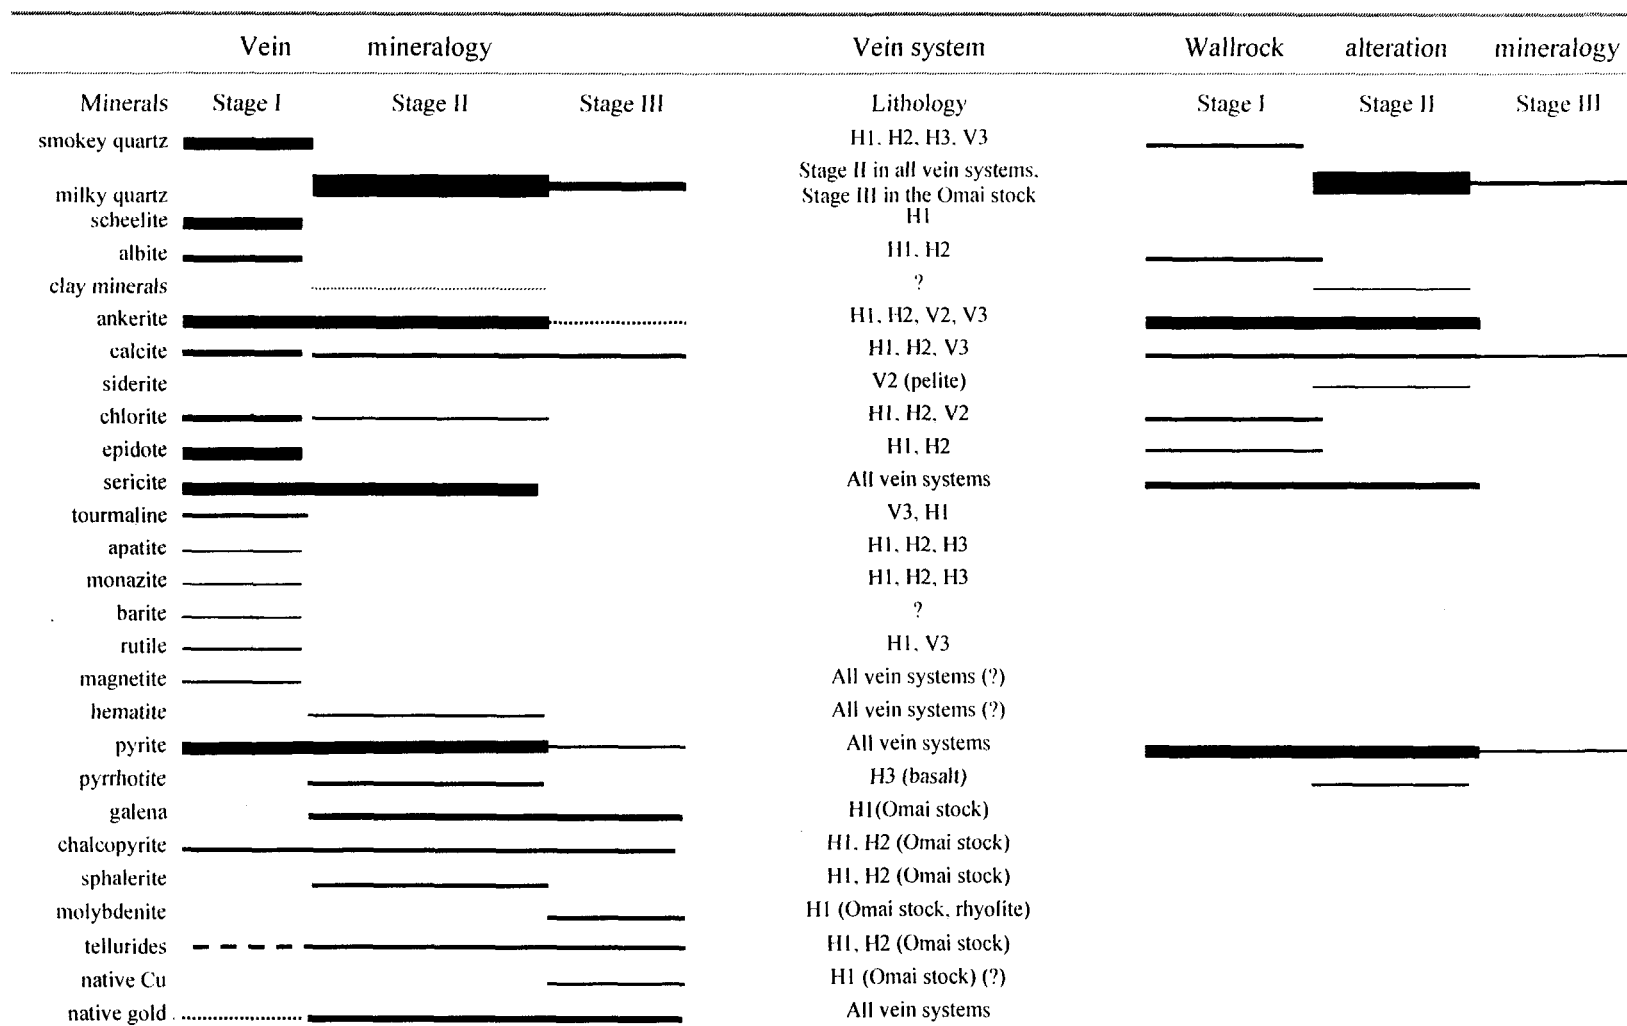 Vein mineralogy Vein system Wallrock alteration mineralogy
Minerals Stage I Stage II Stage III Lithology Stage I Stage II Stage III
smokey quartz H1, H2, H3, V3
Stage II in all vein systems,
milky quartz Stage III in the Omai stock
scheelite H1
albite H1, H2
clay minerals ?
ankerite H1, H2, V2, V3
calcite H1, H2, V3
siderite V2 (pelite)
chlorite H1, H2, V2
epidote H1, H2
sericite All vein systems
tourmaline V3, H1
apatite H1, H2, H3
monazite H1, H2, H3
barite ?
rutile H1, V3
magnetite All vein systems (?)
hematite All vein systems (?)
pyrite All vein systems
pyrrhotite H3 (basalt)
galena H1(Omai stock)
chalcopyrite H1, H2 (Omai stock)
sphalerite H1, H2 (Omai stock)
molybdenite H1 (Omai stock, rhyolite)
tellurides H1, H2 (Omai stock)
native Cu H1 (Omai stock) (?)
native gold All vein systems